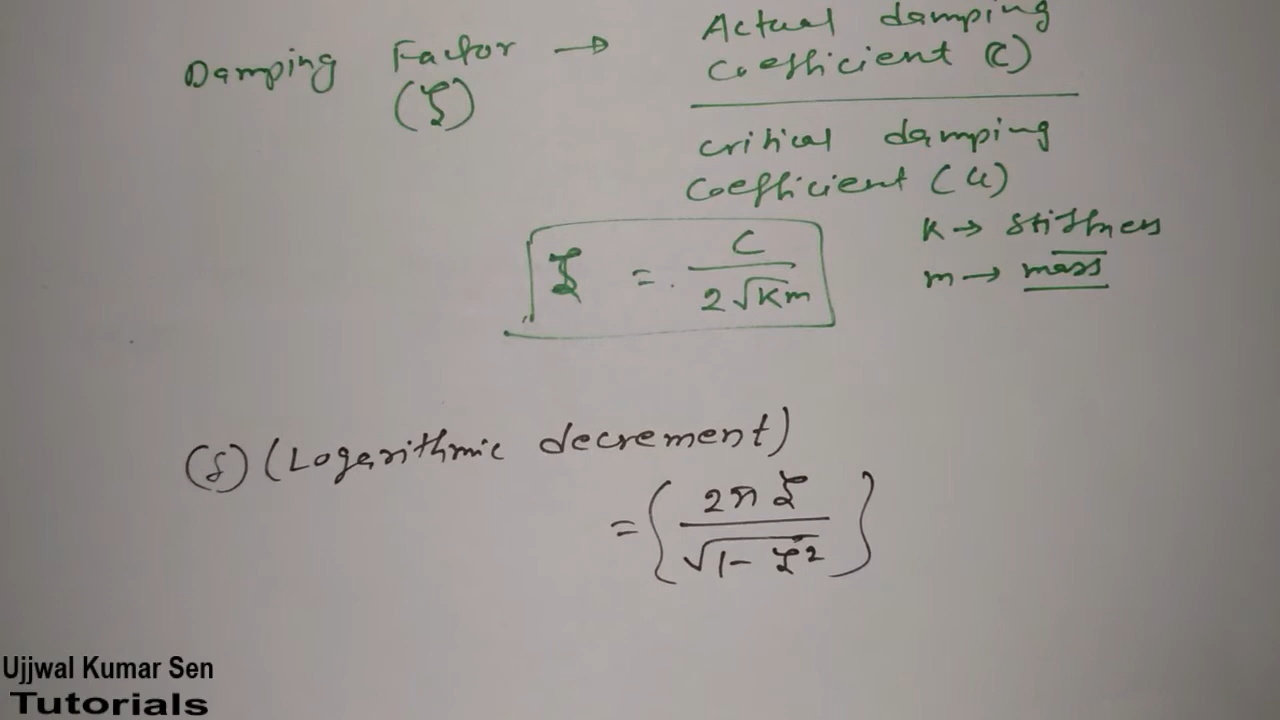 Damping Factor → Actual damping
(ζ) coefficient (C)
critical damping
coefficient (Cc)
K → stiffness
ζ = C / 2√Km
m → mass
(δ) (Logarithmic decrement)
= { 2π ζ / √1 - ζ² }
Ujjwal Kumar Sen
Tutorials